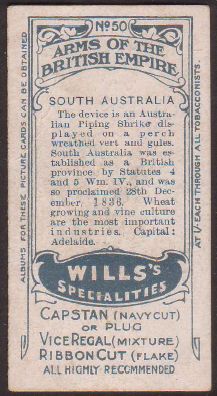 Nº 50
ARMS OF THE
BRITISH EMPIRE
SOUTH AUSTRALIA
The device is an Austra-
lian Piping Shrike dis-
played on a perch
wreathed vert and gules.
South Australia was es-
tablished as a British
province by Statutes 4
and 5 Wm. IV., and was
so proclaimed 28th De-
cember, 1836. Wheat
growing and vine culture
are the most important
industries. Capital:
Adelaide.
WILLS'S
SPECIALITIES
CAPSTAN (NAVY CUT)
OR PLUG
VICE REGAL (MIXTURE)
RIBBON CUT (FLAKE)
ALL HIGHLY RECOMMENDED
ALBUMS FOR THESE PICTURE CARDS CAN BE OBTAINED
AT 1/- EACH THROUGH ALL TOBACCONISTS.